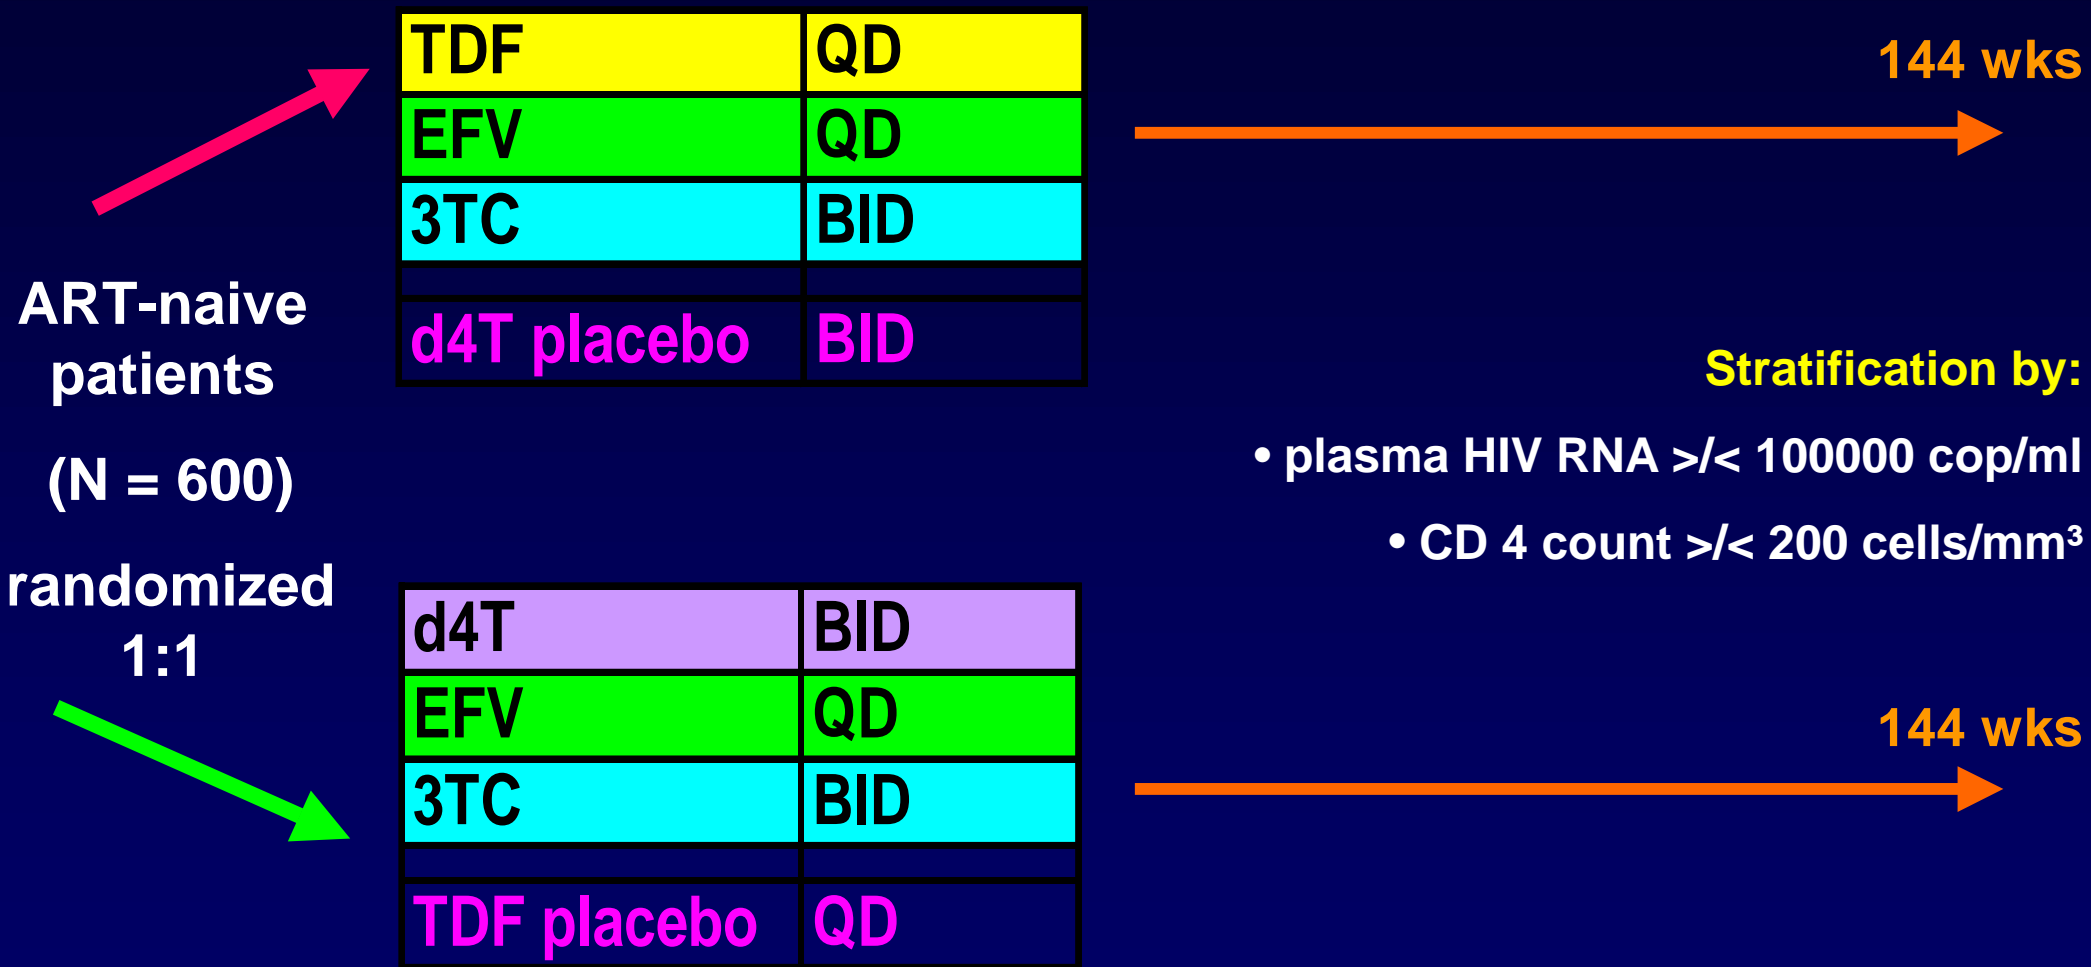 ART-naive
patients
(N = 600)
randomized
1:1
TDF QD
EFV QD
3TC BID
d4T placebo BID
144 wks
Stratification by:
• plasma HIV RNA >/< 100000 cop/ml
• CD 4 count >/< 200 cells/mm³
d4T BID
EFV QD
3TC BID
TDF placebo QD
144 wks